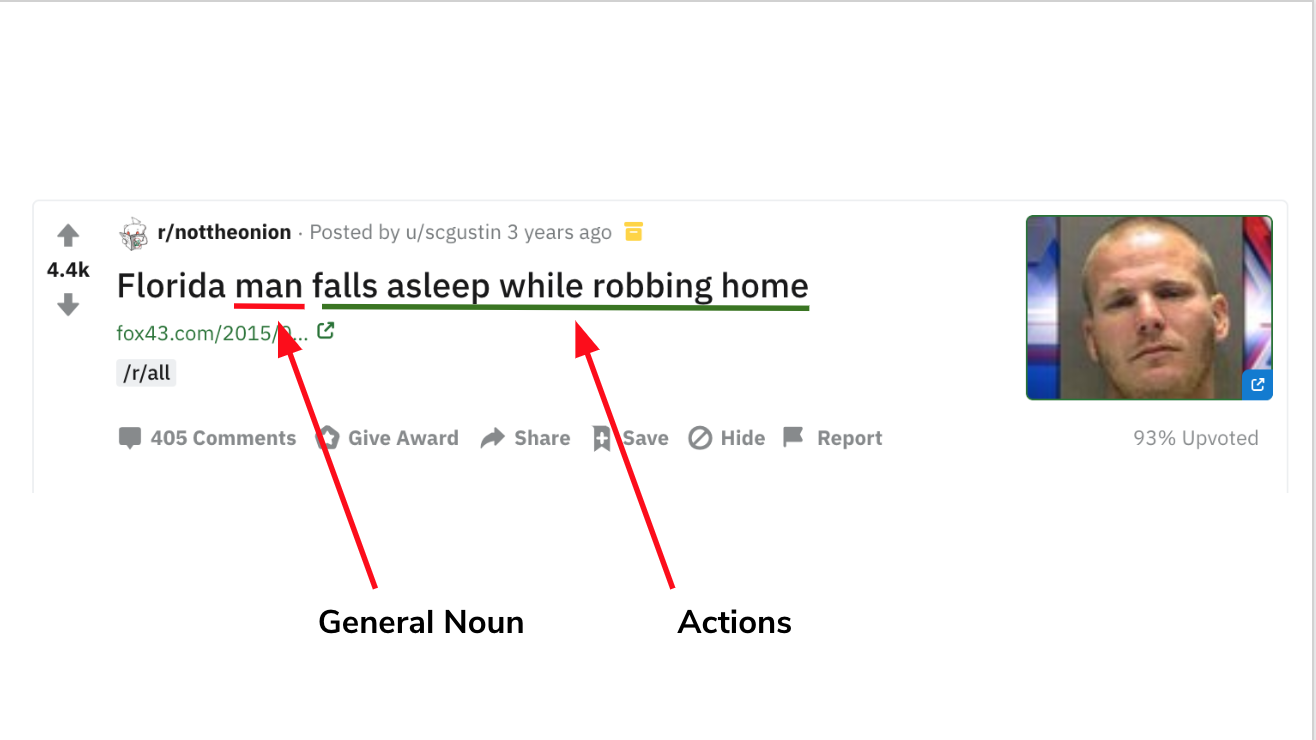 r/nottheonion · Posted by u/scgustin 3 years ago
4.4k
Florida man falls asleep while robbing home
fox43.com/2015/0...
/r/all
405 Comments Give Award Share Save Hide Report 93% Upvoted
General Noun Actions